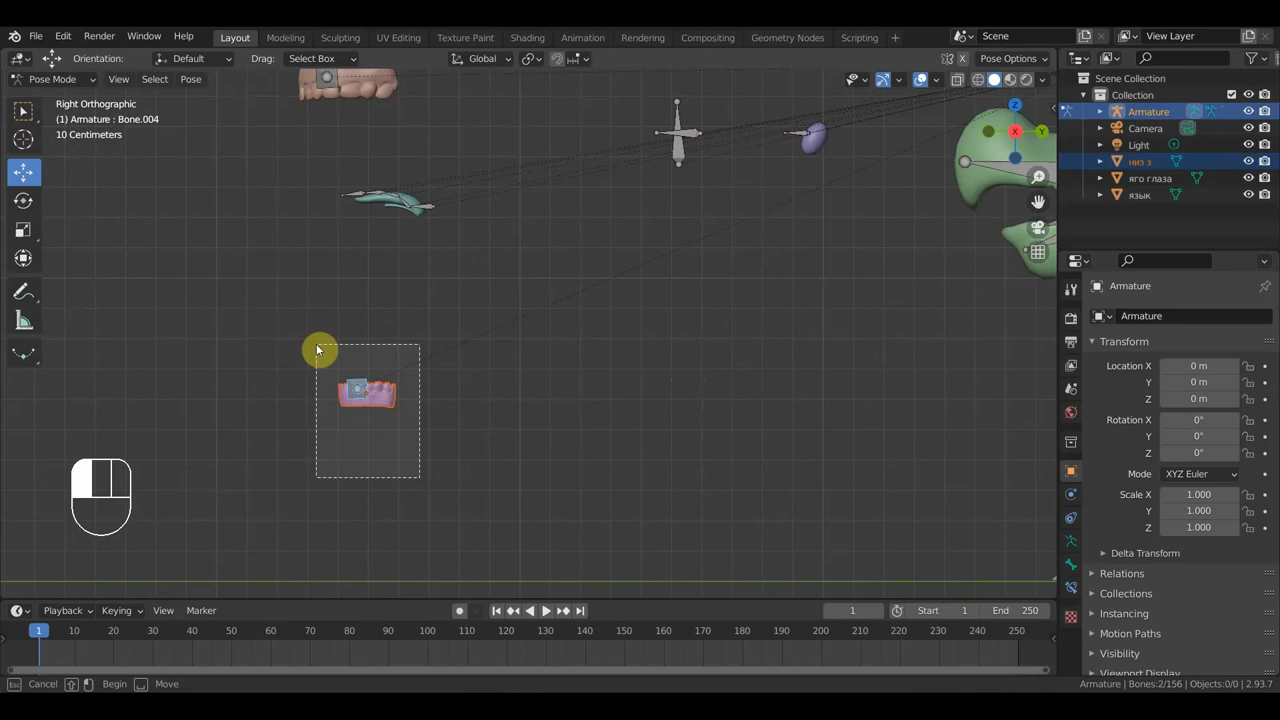 File Edit Render Window Help Layout Modeling Sculpting UV Editing Texture Paint Shading Animation Rendering Compositing Geometry Nodes Scripting + Scene View Layer
Orientation: Default Drag: Select Box Global X Pose Options
Pose Mode View Select Pose
Right Orthographic
(1) Armature : Bone.004
10 Centimeters
Z
X
Y
Scene Collection
Collection
Armature
Camera
Light
низ з
яго глаза
язык
Armature
Armature
Transform
Location X 0 m
Y 0 m
Z 0 m
Rotation X 0°
Y 0°
Z 0°
Mode XYZ Euler
Scale X 1.000
Y 1.000
Z 1.000
Delta Transform
Relations
Collections
Instancing
Motion Paths
Visibility
Viewport Display
Playback Keying View Marker 1 Start 1 End 250
1 10 20 30 40 50 60 70 80 90 100 110 120 130 140 150 160 170 180 190 200 210 220 230 240 250
Esc Cancel Begin Move Armature | Bones:2/156 | Objects:0/0 | 2.93.7